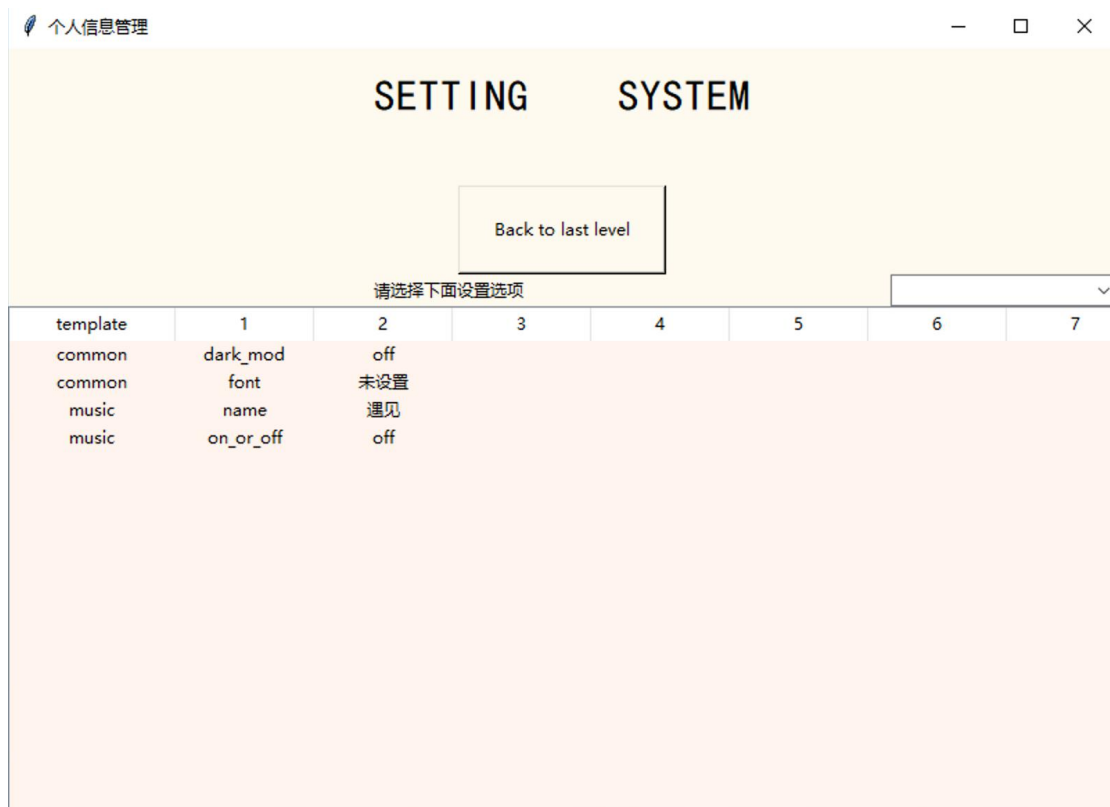 个人信息管理
SETTING SYSTEM
Back to last level
请选择下面设置选项
template 1 2 3 4 5 6 7
common dark_mod off
common font 未设置
music name 遇见
music on_or_off off